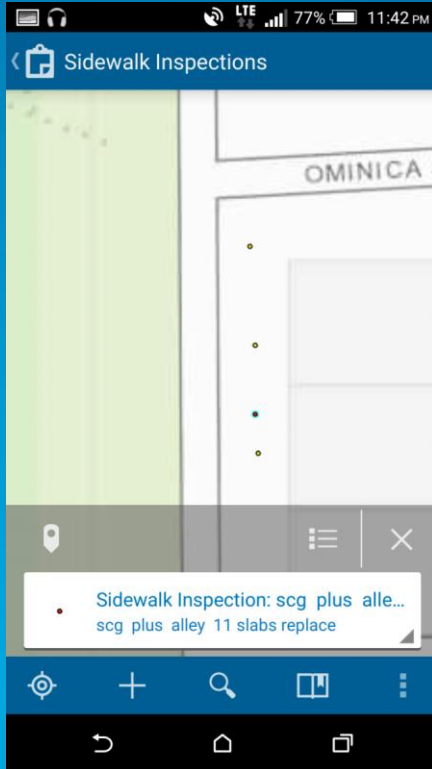 LTE 77% 11:42 PM
Sidewalk Inspections
OMINICA
Sidewalk Inspection: scg plus alle...
scg plus alley 11 slabs replace